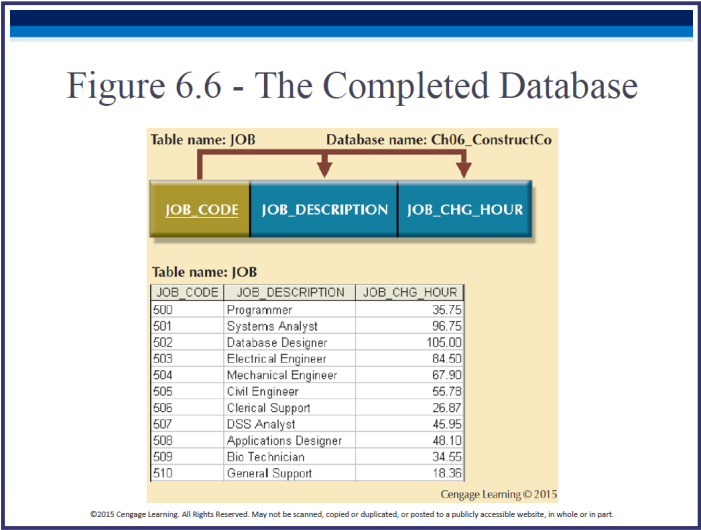 Figure 6.6 - The Completed Database
Table name: JOB Database name: Ch06_ConstructCo
JOB_CODE JOB_DESCRIPTION JOB_CHG_HOUR
Table name: JOB
JOB_CODE JOB_DESCRIPTION JOB_CHG_HOUR
500 Programmer 35.75
501 Systems Analyst 96.75
502 Database Designer 105.00
503 Electrical Engineer 84.50
504 Mechanical Engineer 67.90
505 Civil Engineer 55.78
506 Clerical Support 26.87
507 DSS Analyst 45.95
508 Applications Designer 48.10
509 Bio Technician 34.55
510 General Support 18.36
Cengage Learning © 2015
©2015 Cengage Learning. All Rights Reserved. May not be scanned, copied or duplicated, or posted to a publicly accessible website, in whole or in part.